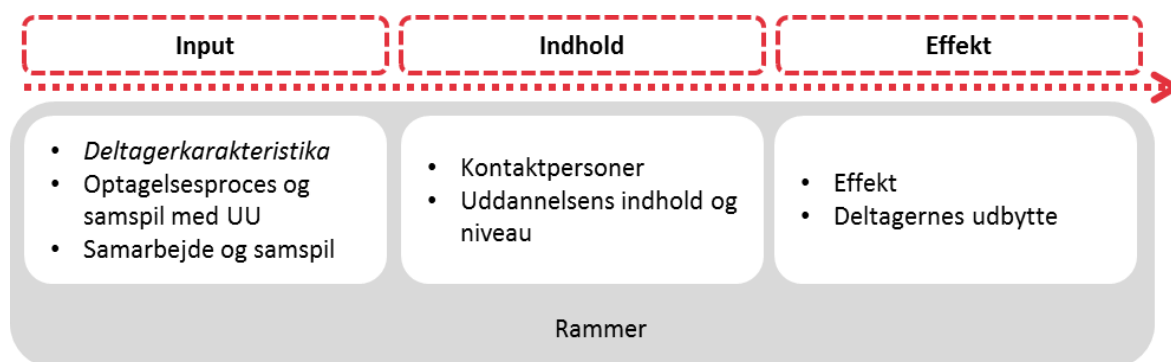 Input
Indhold
Effekt
• Deltagerkarakteristika
• Optagelsesproces og
samspil med UU
• Samarbejde og samspil
• Kontaktpersoner
• Uddannelsens indhold og
niveau
• Effekt
• Deltagernes udbytte
Rammer